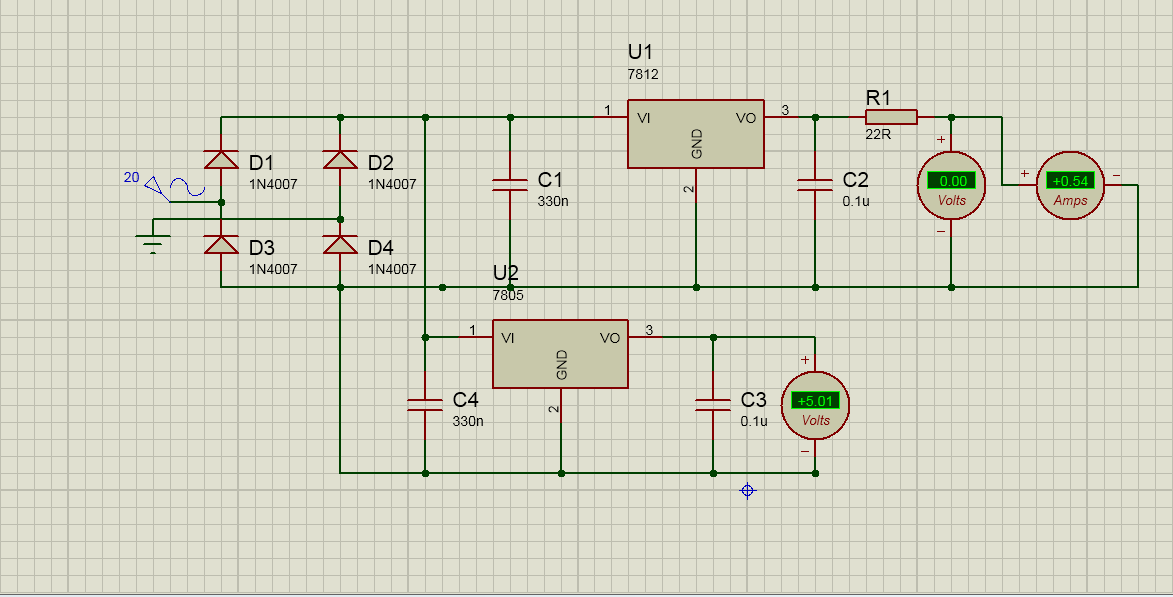 U1
7812
1
VI
VO
3
GND
2
R1
22R
D1
1N4007
D2
1N4007
20
C1
330n
C2
0.1u
+
0.00
Volts
−
+
+0.54
Amps
−
D3
1N4007
D4
1N4007
U2
7805
1
VI
VO
3
GND
2
C4
330n
C3
0.1u
+
+5.01
Volts
−